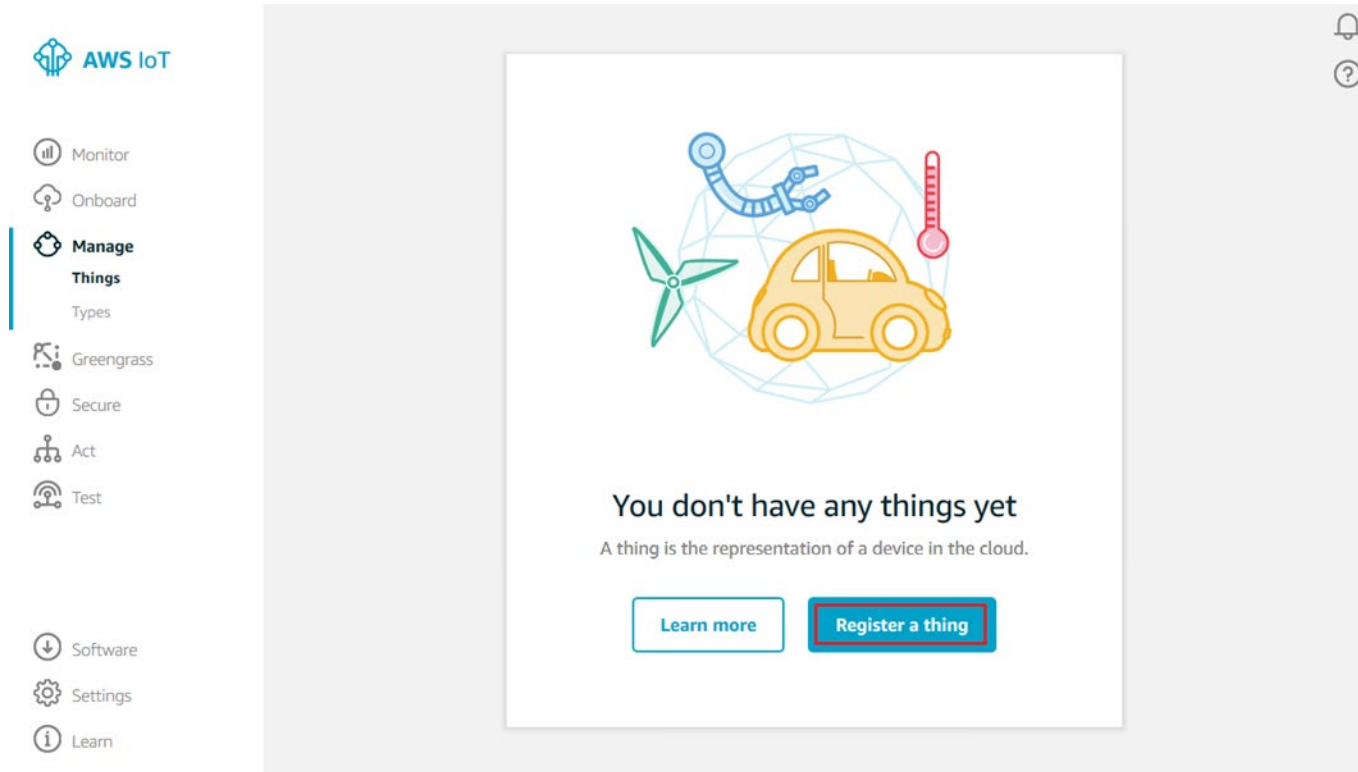 AWS IoT
Monitor
Onboard
Manage
Things
Types
Greengrass
Secure
Act
Test
Software
Settings
Learn
You don't have any things yet
A thing is the representation of a device in the cloud.
Learn more
Register a thing